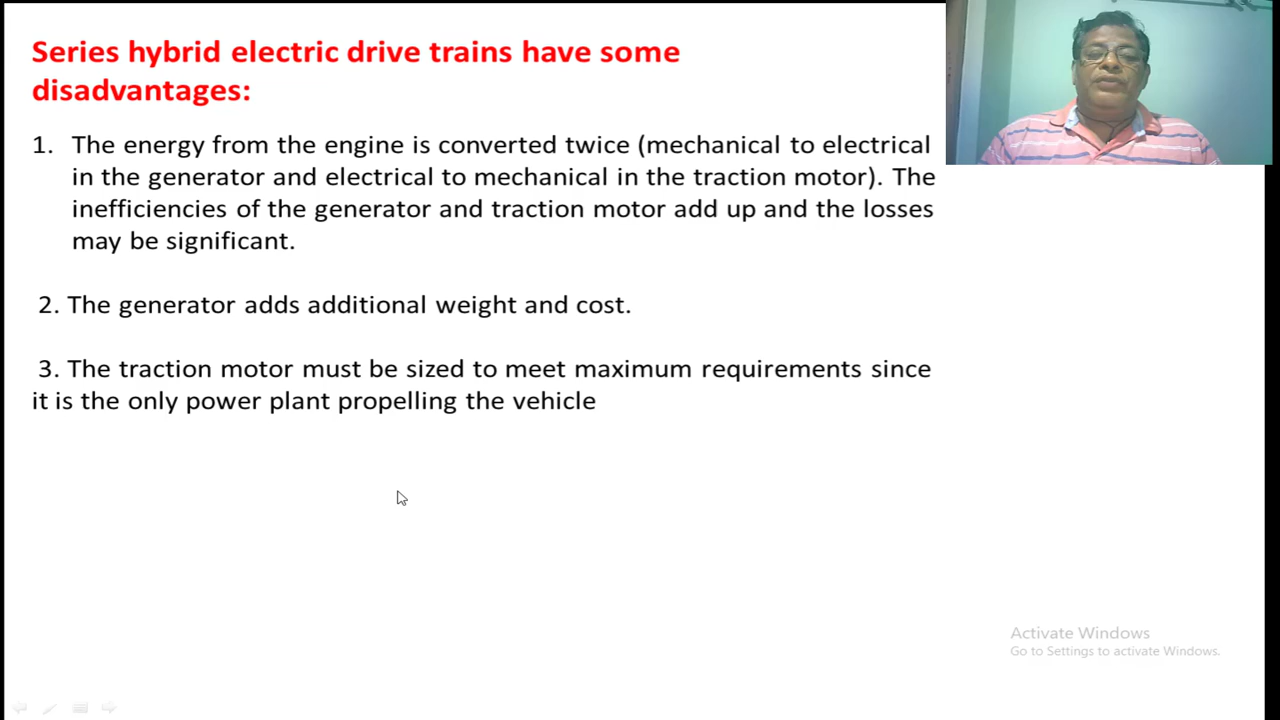 Series hybrid electric drive trains have some
disadvantages:
1. The energy from the engine is converted twice (mechanical to electrical
in the generator and electrical to mechanical in the traction motor). The
inefficiencies of the generator and traction motor add up and the losses
may be significant.
2. The generator adds additional weight and cost.
3. The traction motor must be sized to meet maximum requirements since
it is the only power plant propelling the vehicle
Activate Windows
Go to Settings to activate Windows.